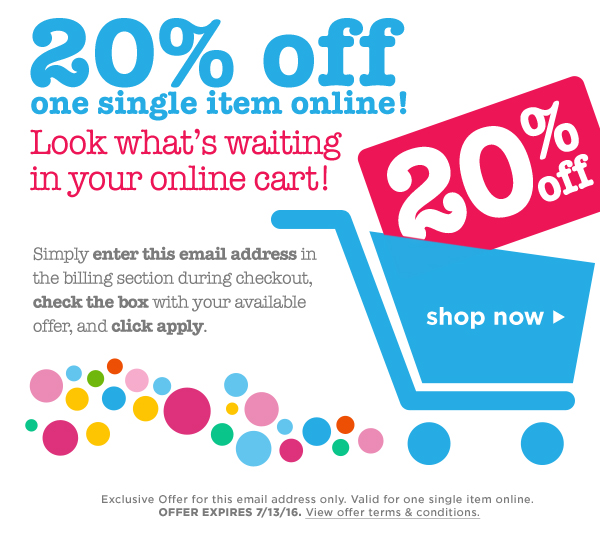 20% off
one single item online!
Look what's waiting
in your online cart!
20% off
Simply enter this email address in
the billing section during checkout,
check the box with your available
offer, and click apply.
shop now
Exclusive Offer for this email address only. Valid for one single item online.
OFFER EXPIRES 7/13/16. View offer terms & conditions.